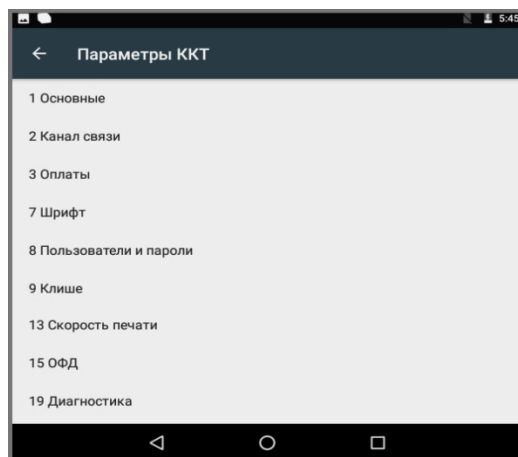 5:45
Параметры ККТ
1 Основные
2 Канал связи
3 Оплаты
7 Шрифт
8 Пользователи и пароли
9 Клише
13 Скорость печати
15 ОФД
19 Диагностика